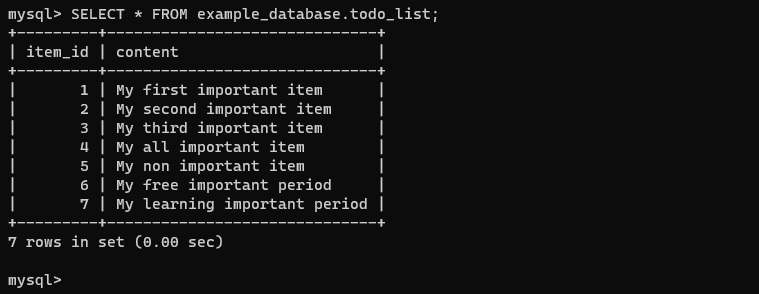 mysql> SELECT * FROM example_database.todo_list;
+---------+------------------------------+
| item_id | content                      |
+---------+------------------------------+
|       1 | My first important item      |
|       2 | My second important item     |
|       3 | My third important item      |
|       4 | My all important item        |
|       5 | My non important item        |
|       6 | My free important period     |
|       7 | My learning important period |
+---------+------------------------------+
7 rows in set (0.00 sec)
mysql>